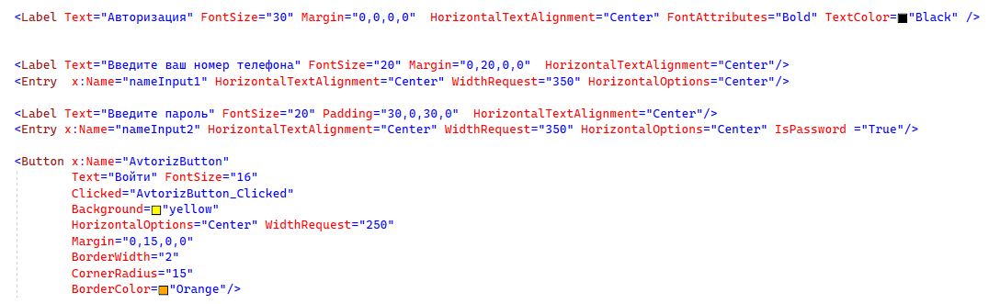 <Label Text="Авторизация" FontSize="30" Margin="0,0,0,0"  HorizontalTextAlignment="Center" FontAttributes="Bold" TextColor="Black" />
<Label Text="Введите ваш номер телефона" FontSize="20" Margin="0,20,0,0"  HorizontalTextAlignment="Center"/>
<Entry  x:Name="nameInput1" HorizontalTextAlignment="Center" WidthRequest="350" HorizontalOptions="Center"/>
<Label Text="Введите пароль" FontSize="20" Padding="30,0,30,0"  HorizontalTextAlignment="Center"/>
<Entry x:Name="nameInput2" HorizontalTextAlignment="Center" WidthRequest="350" HorizontalOptions="Center" IsPassword ="True"/>
<Button x:Name="AvtorizButton"
Text="Войти" FontSize="16"
Clicked="AvtorizButton_Clicked"
Background="yellow"
HorizontalOptions="Center" WidthRequest="250"
Margin="0,15,0,0"
BorderWidth="2"
CornerRadius="15"
BorderColor="Orange"/>